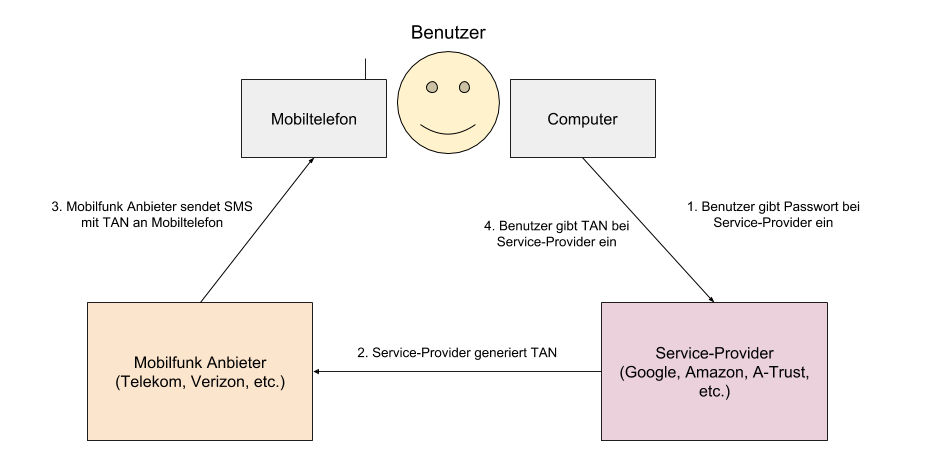 Benutzer
Mobiltelefon
Computer
3. Mobilfunk Anbieter sendet SMS
mit TAN an Mobiltelefon
1. Benutzer gibt Passwort bei
Service-Provider ein
4. Benutzer gibt TAN bei
Service-Provider ein
2. Service-Provider generiert TAN
Mobilfunk Anbieter
(Telekom, Verizon, etc.)
Service-Provider
(Google, Amazon, A-Trust,
etc.)